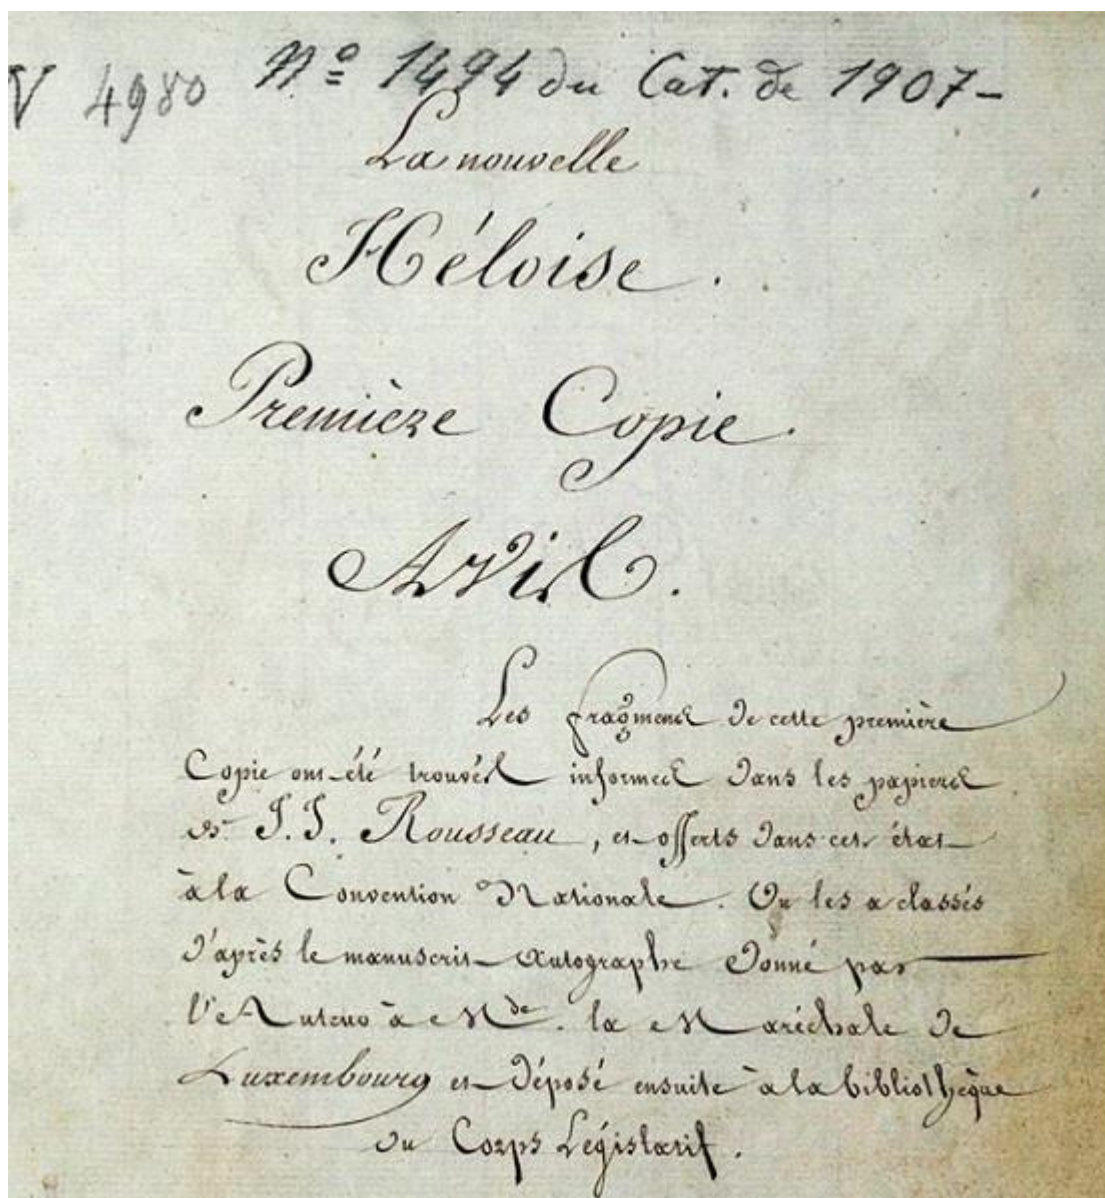 V 4980 Nº 1494 du Cat. de 1907-
La nouvelle
Héloise.
Première Copie.
Avis.
Les fragmens de cette première
Copie ont été trouvés informes dans les papiers
de J. J. Rousseau, et offerts dans cet état
à la Convention Nationale. On les a classés
d'après le manuscrit autographe donné par
l'Auteur à Mde. la Maréchale de
Luxembourg et déposé ensuite à la bibliothèque
du Corps Législatif.